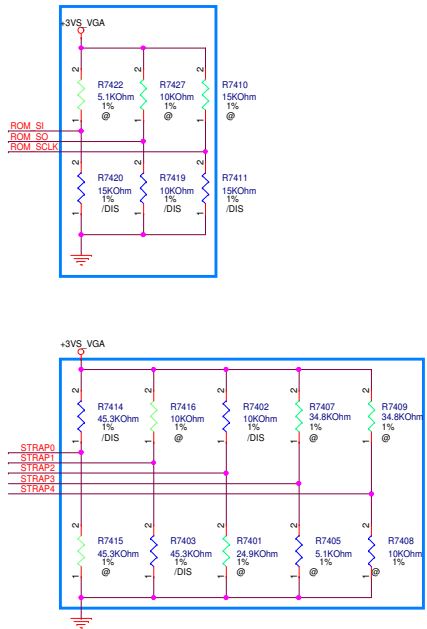 +3VS_VGA
2 2 2
R7422 R7427 R7410
5.1KOhm 10KOhm 15KOhm
1% 1% 1%
@ @ @
1 1 1
ROM_SI
ROM_SO
ROM_SCLK
2 2 2
R7420 R7419 R7411
15KOhm 10KOhm 15KOhm
1% 1% 1%
/DIS /DIS /DIS
1 1 1
+3VS_VGA
2 2 2 2 2
R7414 R7416 R7402 R7407 R7409
45.3KOhm 10KOhm 10KOhm 34.8KOhm 34.8KOhm
1% 1% 1% 1% 1%
/DIS @ /DIS @ @
1 1 1 1 1
STRAP0
STRAP1
STRAP2
STRAP3
STRAP4
2 2 2 2 2
R7415 R7403 R7401 R7405 R7408
45.3KOhm 45.3KOhm 24.9KOhm 5.1KOhm 10KOhm
1% 1% 1% 1% 1%
@ /DIS @ @ @
1 1 1 1 1